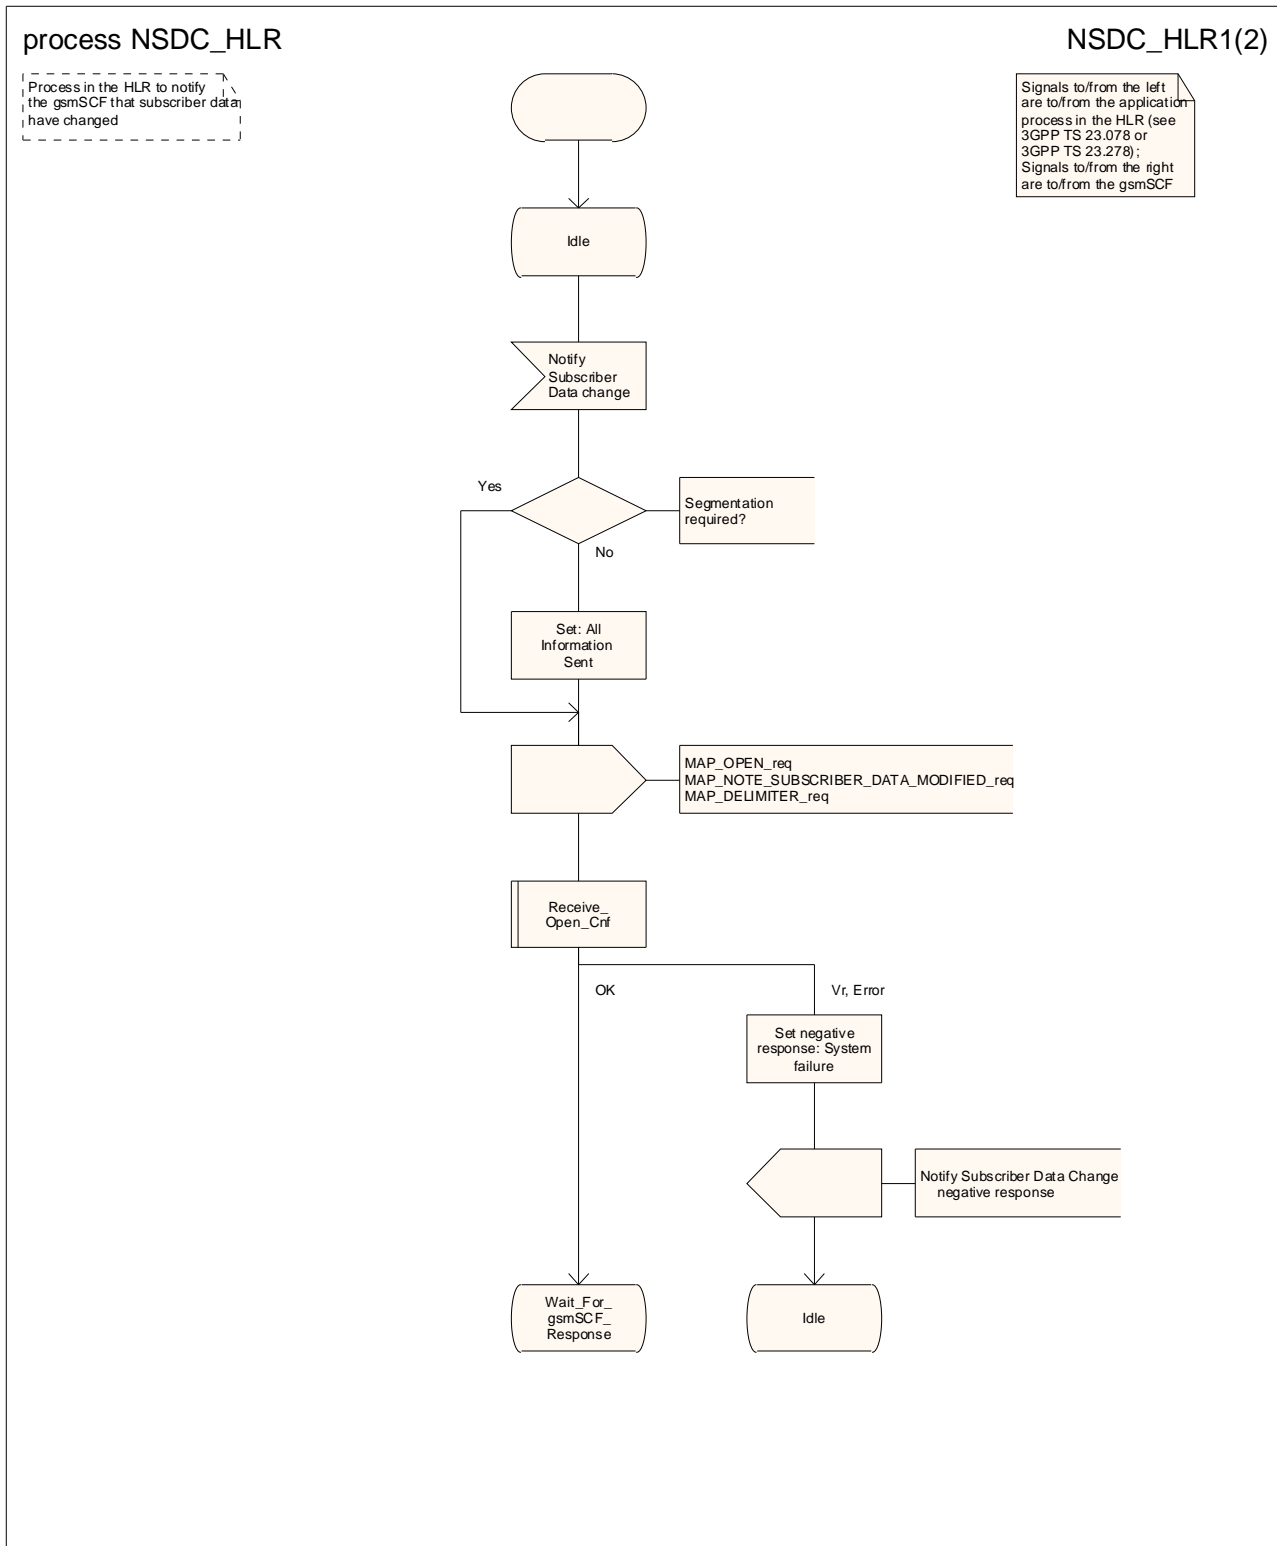 process NSDC_HLR
NSDC_HLR1(2)
Process in the HLR to notify
the gsmSCF that subscriber data
have changed
Signals to/from the left
are to/from the application
process in the HLR (see
3GPP TS 23.078 or
3GPP TS 23.278);
Signals to/from the right
are to/from the gsmSCF
Idle
Notify
Subscriber
Data change
Yes
Segmentation
required?
No
Set: All
Information
Sent
MAP_OPEN_req
MAP_NOTE_SUBSCRIBER_DATA_MODIFIED_req
MAP_DELIMITER_req
Receive_
Open_Cnf
OK
Vr, Error
Set negative
response: System
failure
Notify Subscriber Data Change
negative response
Wait_For_
gsmSCF_
Response
Idle